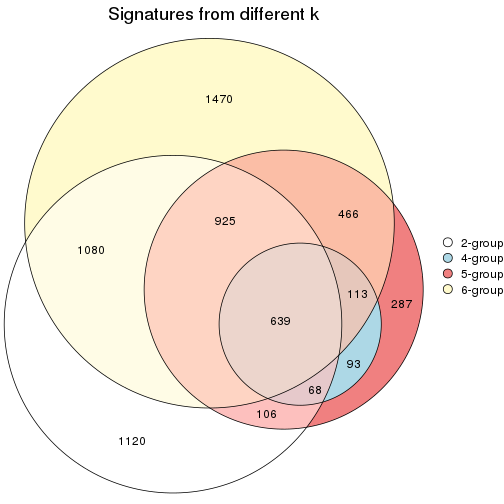 Signatures from different k
1470
925
466
1080
2-group
4-group
5-group
6-group
113
287
639
93
68
106
1120